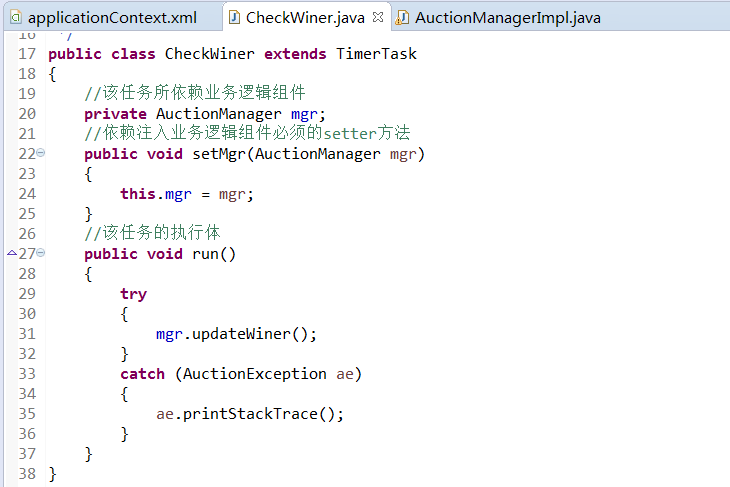 applicationContext.xml CheckWiner.java AuctionManagerImpl.java
16 */
17 public class CheckWiner extends TimerTask
18 {
19 //该任务所依赖业务逻辑组件
20 private AuctionManager mgr;
21 //依赖注入业务逻辑组件必须的setter方法
22 public void setMgr(AuctionManager mgr)
23 {
24 this.mgr = mgr;
25 }
26 //该任务的执行体
27 public void run()
28 {
29 try
30 {
31 mgr.updateWiner();
32 }
33 catch (AuctionException ae)
34 {
35 ae.printStackTrace();
36 }
37 }
38 }